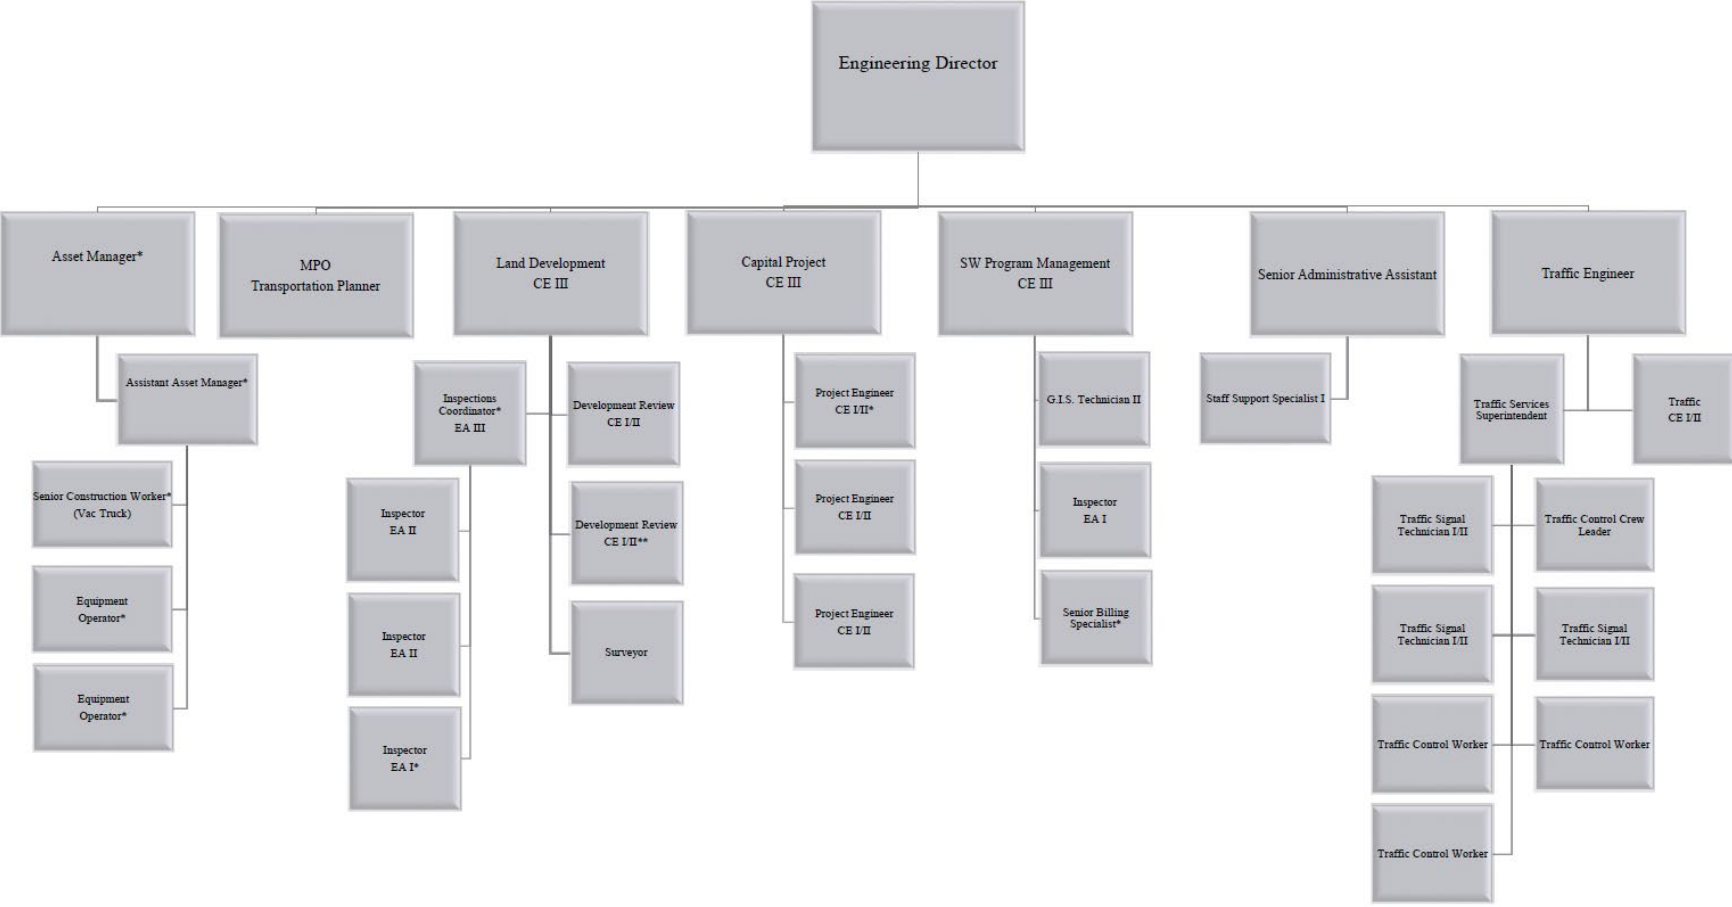 Engineering Director
Asset Manager*
MPO
Transportation Planner
Land Development
CE III
Capital Project
CE III
SW Program Management
CE III
Senior Administrative Assistant
Traffic Engineer
Assistant Asset Manager*
Senior Construction Worker*
(Vac Truck)
Equipment
Operator*
Equipment
Operator*
Inspections
Coordinator*
EA III
Inspector
EA II
Inspector
EA II
Inspector
EA I*
Development Review
CE I/II
Development Review
CE I/II**
Surveyor
Project Engineer
CE I/II*
Project Engineer
CE I/II
Project Engineer
CE I/II
G.I.S. Technician II
Inspector
EA I
Senior Billing
Specialist*
Staff Support Specialist I
Traffic Services
Superintendent
Traffic
CE I/II
Traffic Signal
Technician I/II
Traffic Control Crew
Leader
Traffic Signal
Technician I/II
Traffic Signal
Technician I/II
Traffic Control Worker
Traffic Control Worker
Traffic Control Worker